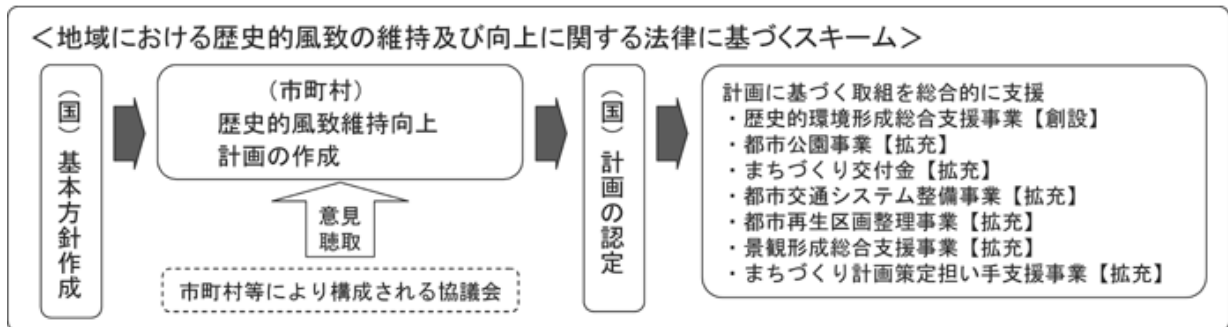 ＜地域における歴史的風致の維持及び向上に関する法律に基づくスキーム＞
（国）基本方針作成
（市町村）
歴史的風致維持向上
計画の作成
意見
聴取
市町村等により構成される協議会
（国）計画の認定
計画に基づく取組を総合的に支援
・歴史的環境形成総合支援事業【創設】
・都市公園事業【拡充】
・まちづくり交付金【拡充】
・都市交通システム整備事業【拡充】
・都市再生区画整理事業【拡充】
・景観形成総合支援事業【拡充】
・まちづくり計画策定担い手支援事業【拡充】